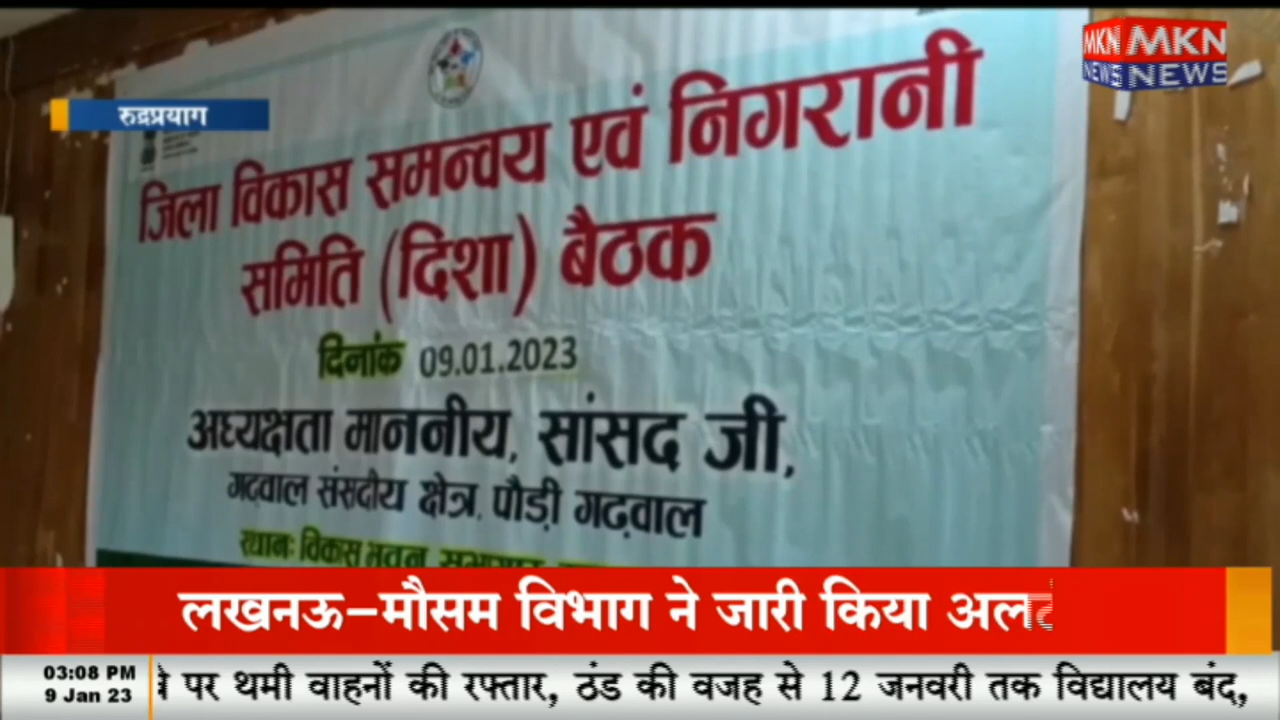 MKN MKN
NEWS NEWS
रुद्रप्रयाग
जिला विकास समन्वय एवं निगरानी
समिति (दिशा) बैठक
दिनांक 09.01.2023
अध्यक्षता माननीय, सांसद जी,
गढ़वाल संसदीय क्षेत्र, पौड़ी गढ़वाल
स्थानः विकास भवन
लखनऊ-मौसम विभाग ने जारी किया
03:08 PM
9 Jan 23
पर थमी वाहनों की रफ्तार, ठंड की वजह से 12 जनवरी तक विद्यालय बंद,